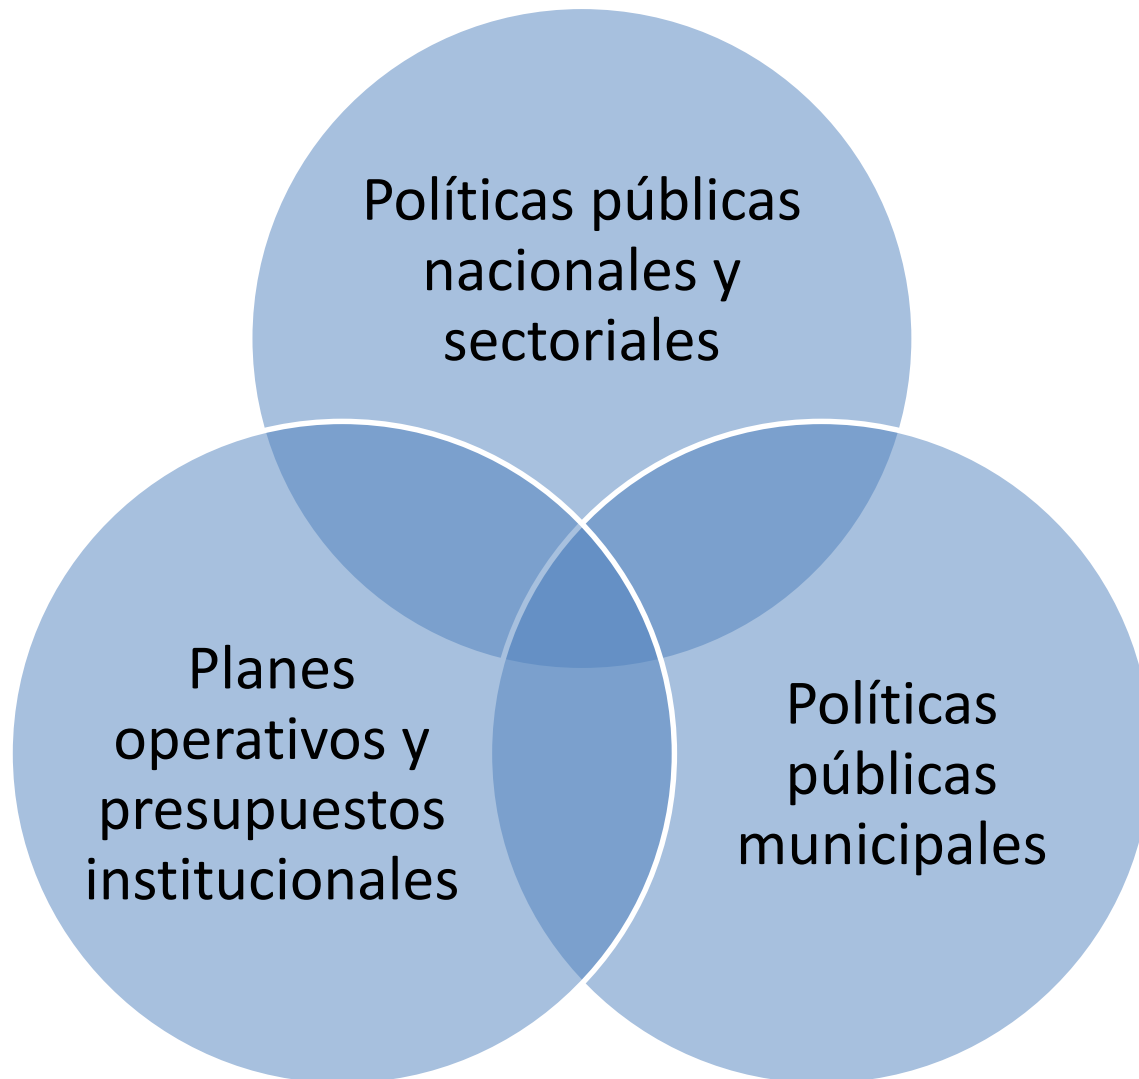 Políticas públicas
nacionales y
sectoriales
Planes
operativos y
presupuestos
institucionales
Políticas
públicas
municipales